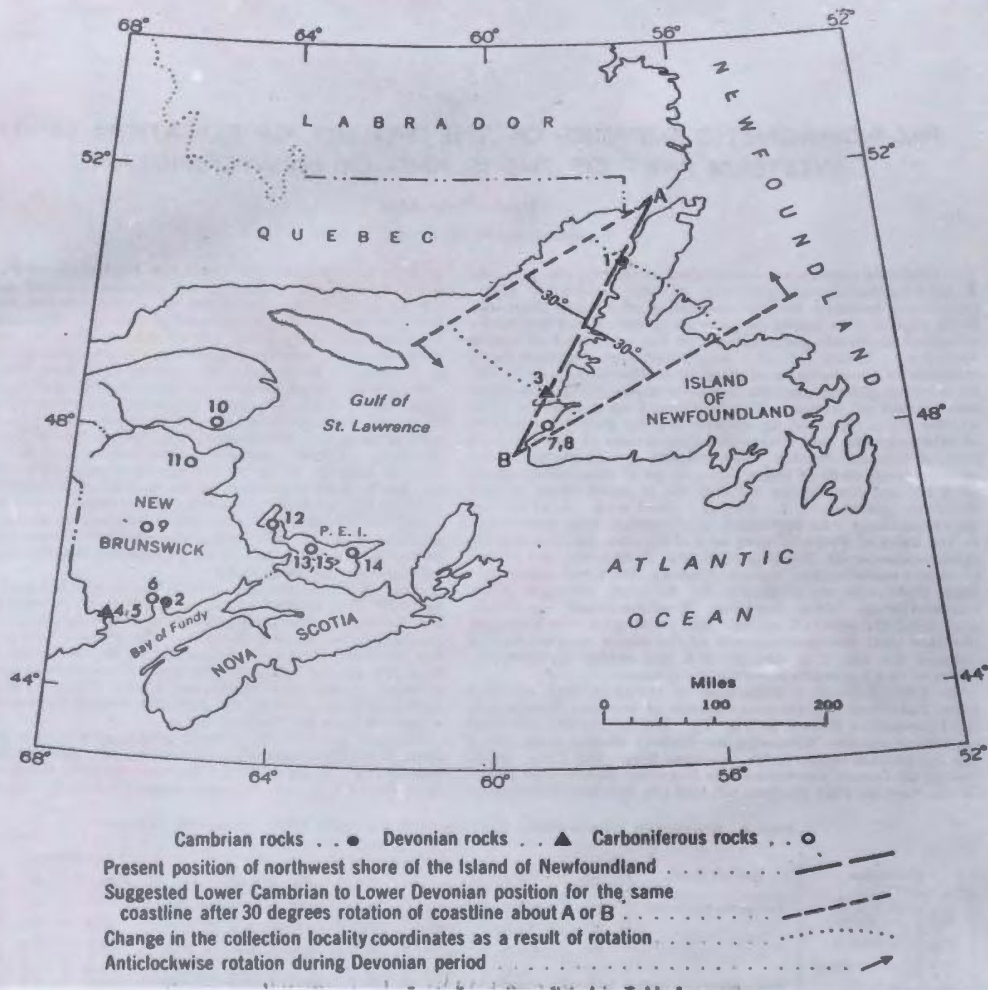 68°
64°
60°
56°
52°
LABRADOR
NEWFOUNDLAND
52°
52°
QUEBEC
A
1
30°
30°
3
ISLAND
OF
NEWFOUNDLAND
Gulf of
St. Lawrence
48°
48°
7,8
B
10
11
NEW
BRUNSWICK
9
12
P.E.I.
13,15
14
6
2
4,5
Bay of Fundy
NOVA SCOTIA
ATLANTIC
OCEAN
44°
44°
Miles
0 100 200
68°
64°
60°
56°
52°
Cambrian rocks . . ● Devonian rocks . . ▲ Carboniferous rocks . . o
Present position of northwest shore of the Island of Newfoundland
Suggested Lower Cambrian to Lower Devonian position for the same
coastline after 30 degrees rotation of coastline about A or B
Change in the collection locality coordinates as a result of rotation
Anticlockwise rotation during Devonian period